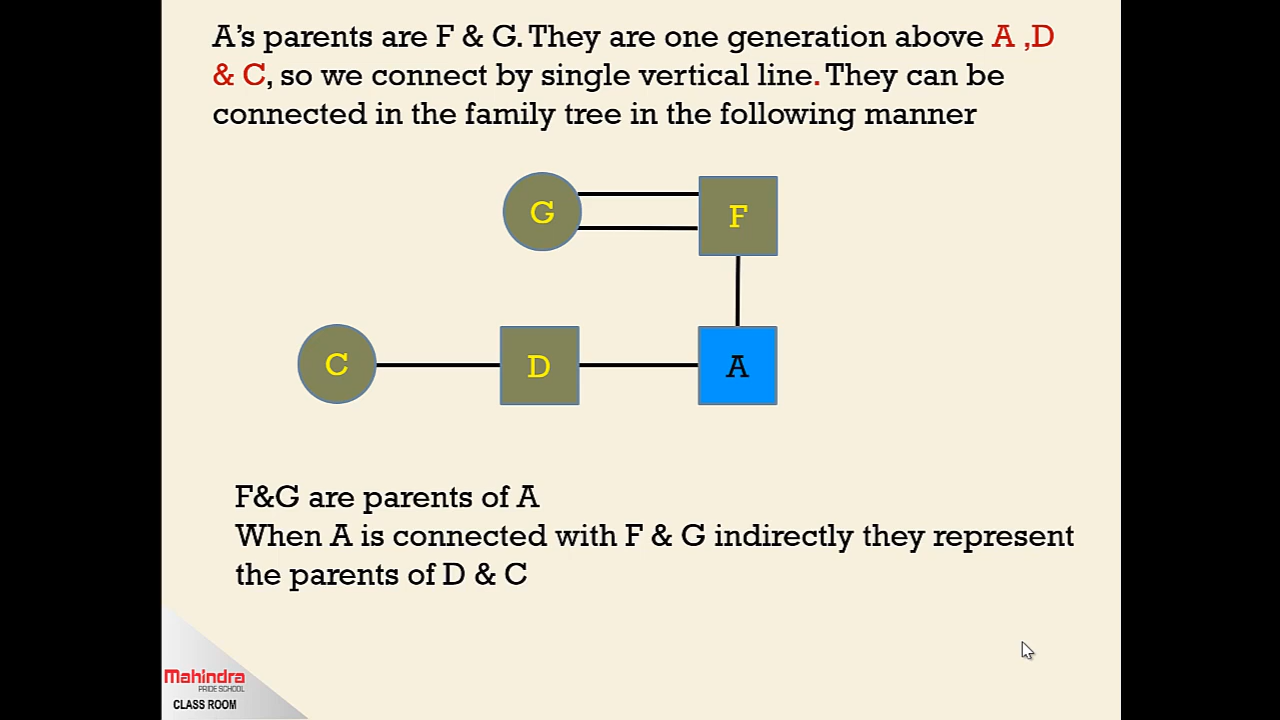 A’s parents are F & G. They are one generation above A ,D
& C, so we connect by single vertical line. They can be
connected in the family tree in the following manner
G
F
C
D
A
F&G are parents of A
When A is connected with F & G indirectly they represent
the parents of D & C
Mahindra
PRIDE SCHOOL
CLASS ROOM